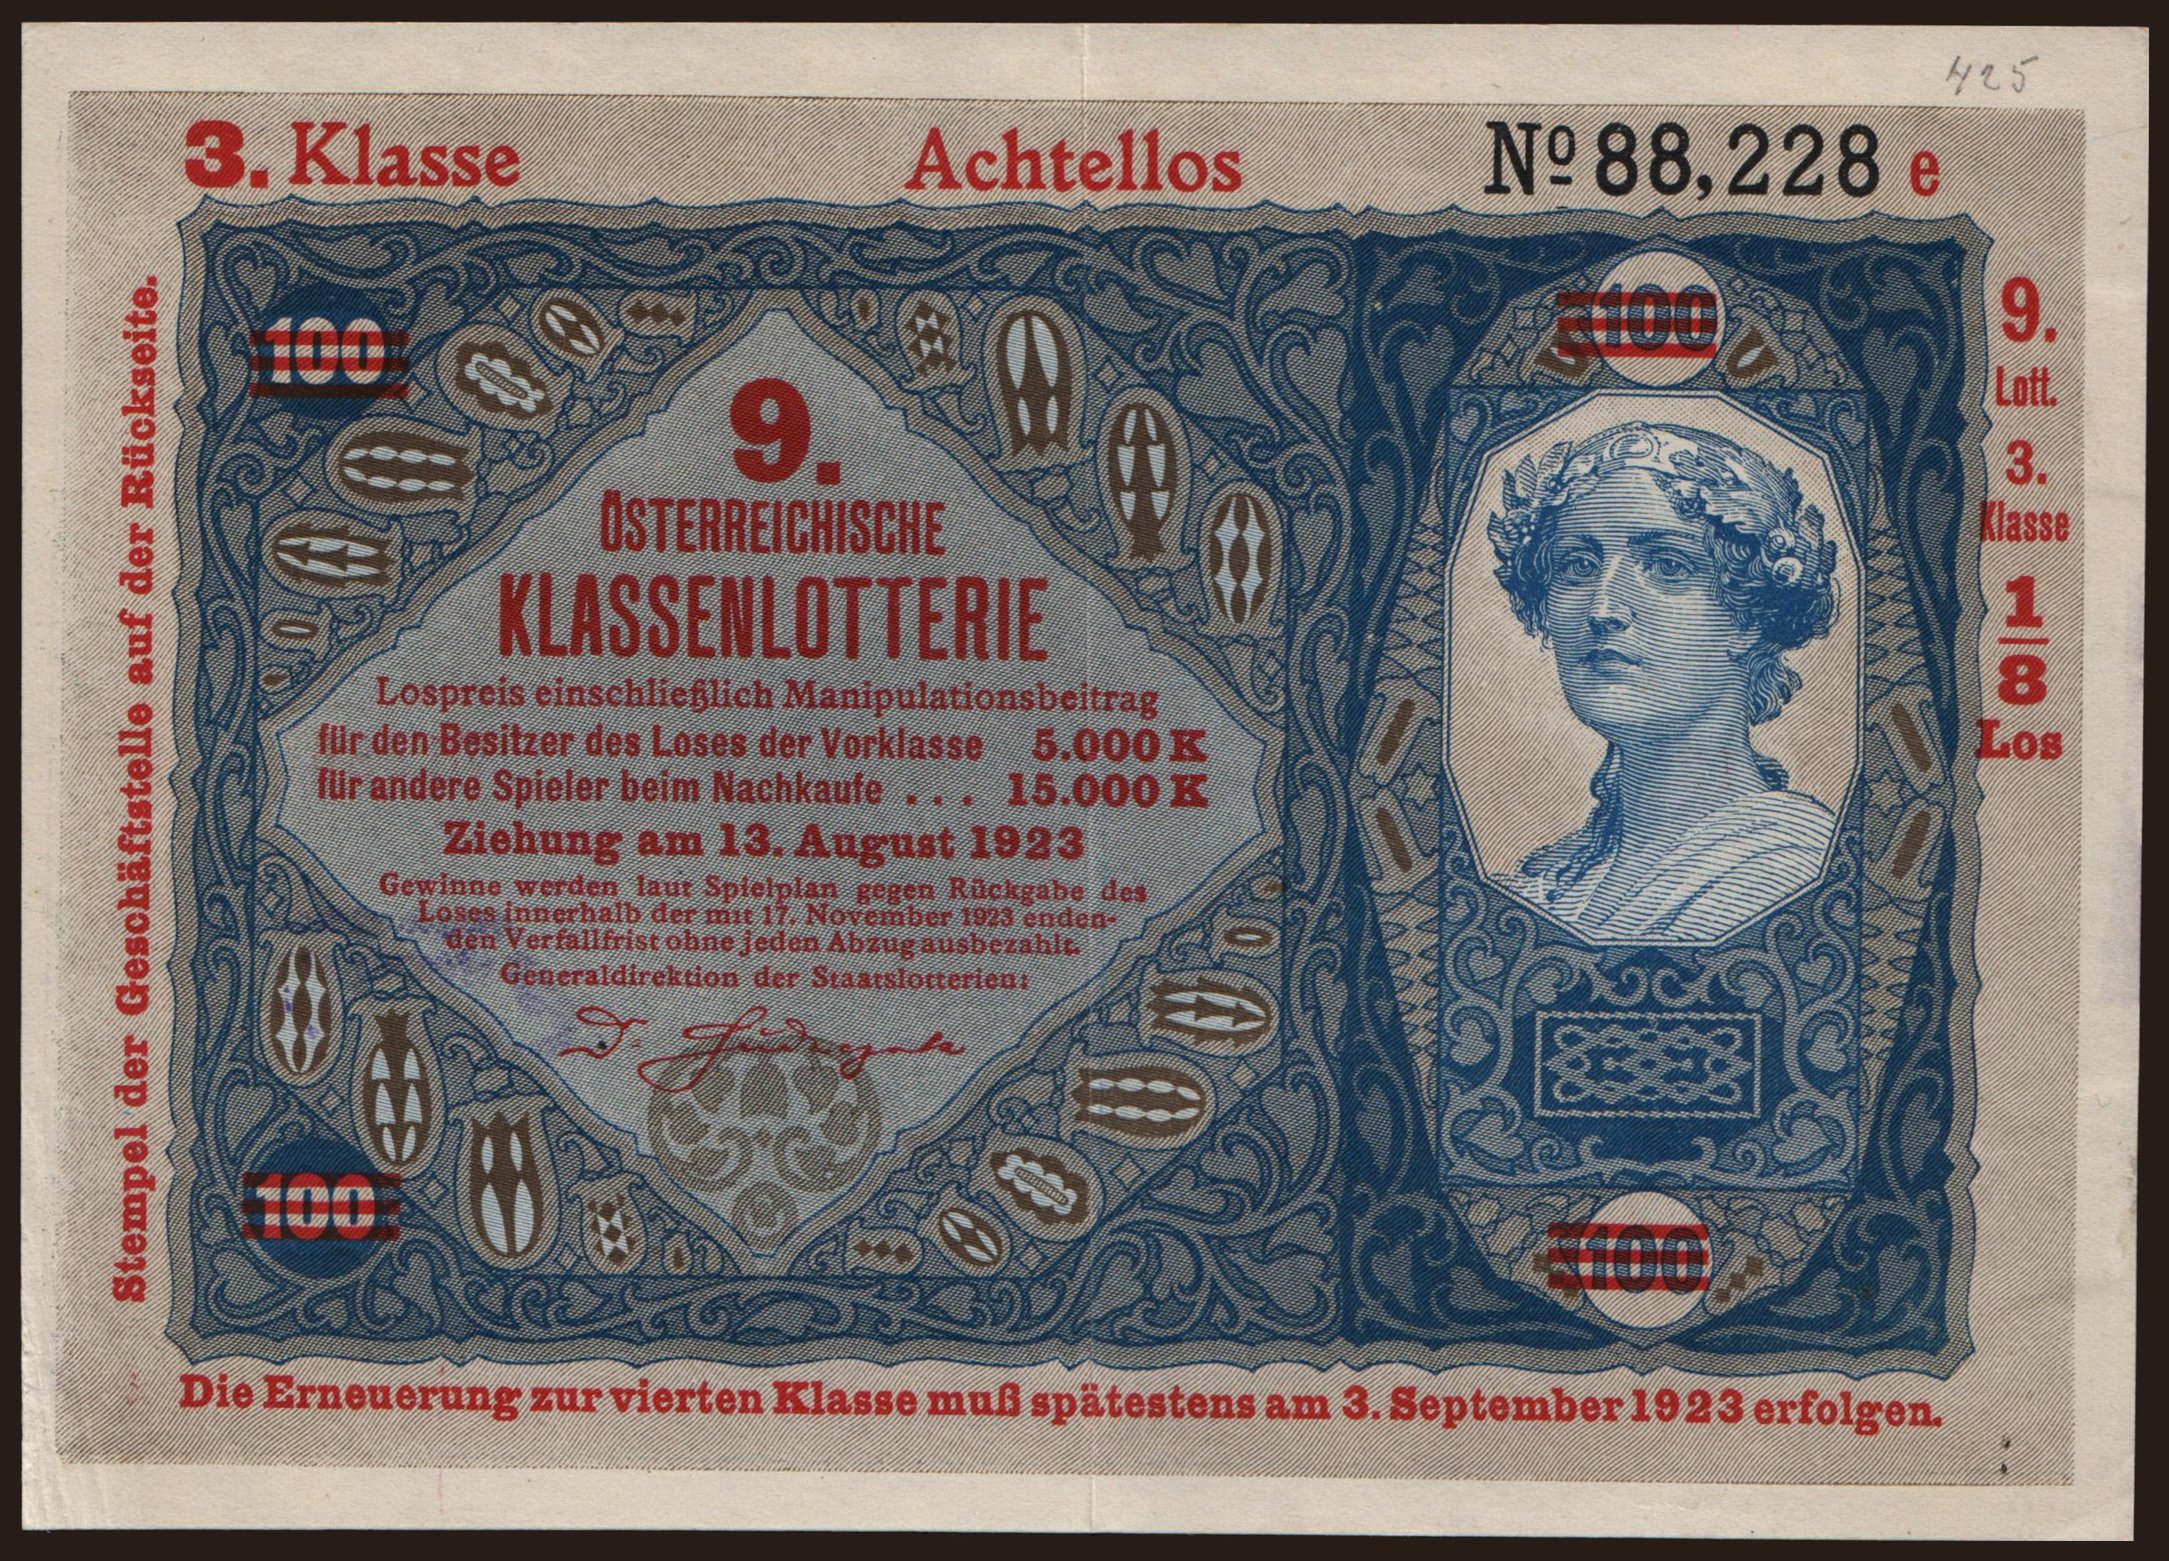 425
3. Klasse Achtellos Nº 88,228 e
Stempel der Geschäftstelle auf der Rückseite.
100
100
9.
ÖSTERREICHISCHE
KLASSENLOTTERIE
Lospreis einschließlich Manipulationsbeitrag
für den Besitzer des Loses der Vorklasse 5.000 K
für andere Spieler beim Nachkaufe . . . 15.000 K
Ziehung am 13. August 1923
Gewinne werden laut Spielplan gegen Rückgabe des
Loses innerhalb der mit 17. November 1923 enden-
den Verfallfrist ohne jeden Abzug ausbezahlt.
Generaldirektion der Staatslotterien:
100
100
9.
Lott.
3.
Klasse
1
8
Los
Die Erneuerung zur vierten Klasse muß spätestens am 3. September 1923 erfolgen.